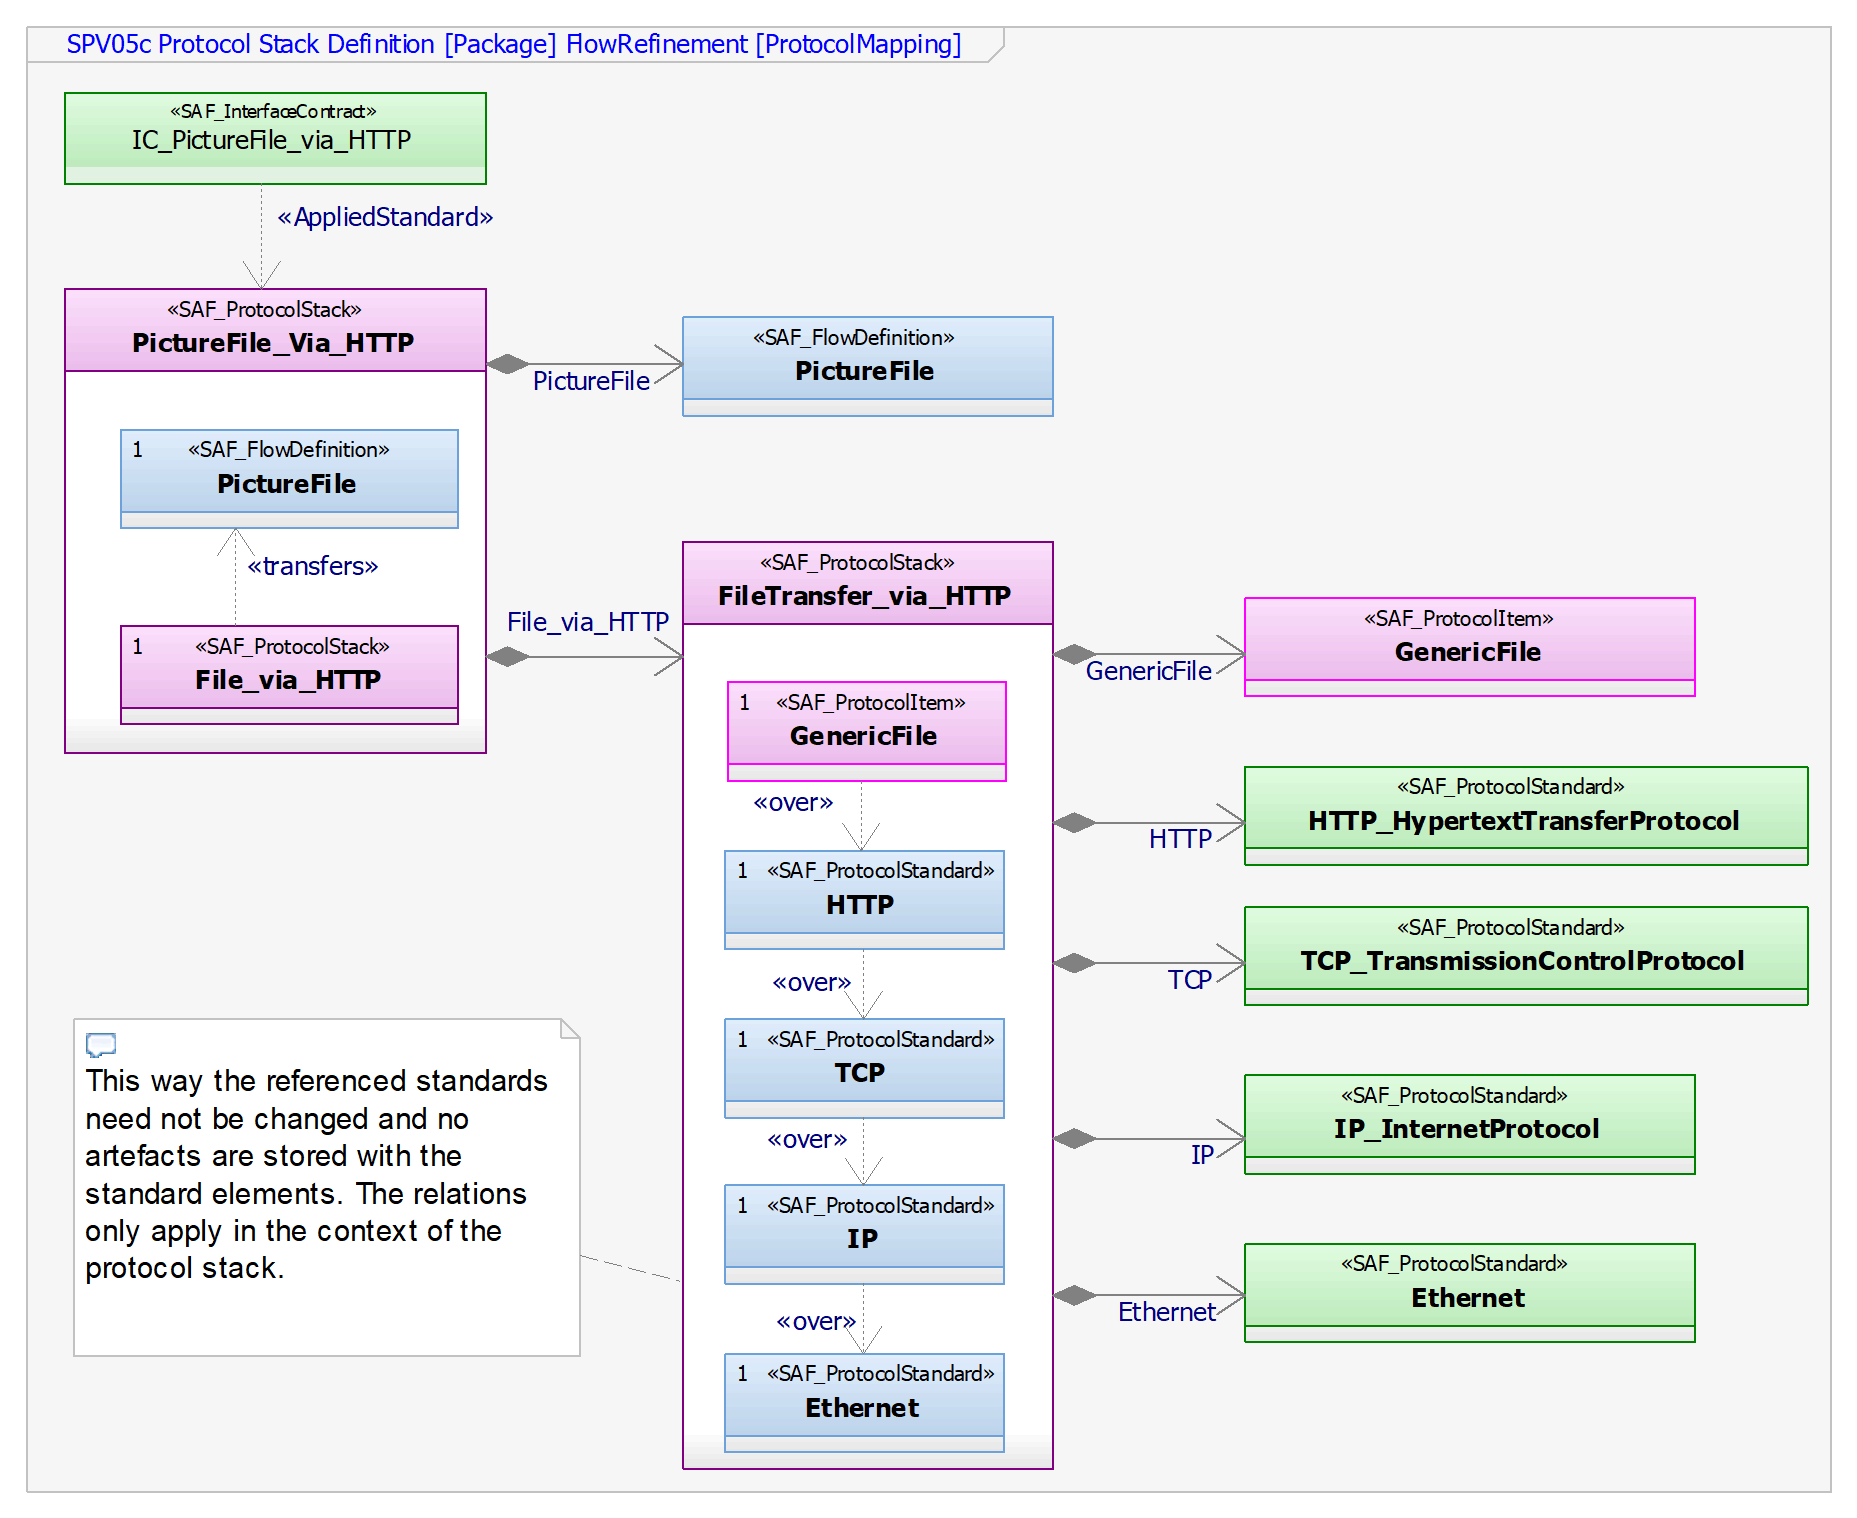 SPV05c Protocol Stack Definition [Package] FlowRefinement [ProtocolMapping]
«SAF_InterfaceContract»
IC_PictureFile_via_HTTP
«AppliedStandard»
«SAF_ProtocolStack»
PictureFile_Via_HTTP
PictureFile
«SAF_FlowDefinition»
PictureFile
1 «SAF_FlowDefinition»
PictureFile
«transfers»
1 «SAF_ProtocolStack»
File_via_HTTP
File_via_HTTP
«SAF_ProtocolStack»
FileTransfer_via_HTTP
1 «SAF_ProtocolItem»
GenericFile
«over»
1 «SAF_ProtocolStandard»
HTTP
«over»
1 «SAF_ProtocolStandard»
TCP
«over»
1 «SAF_ProtocolStandard»
IP
«over»
1 «SAF_ProtocolStandard»
Ethernet
GenericFile
«SAF_ProtocolItem»
GenericFile
HTTP
«SAF_ProtocolStandard»
HTTP_HypertextTransferProtocol
TCP
«SAF_ProtocolStandard»
TCP_TransmissionControlProtocol
IP
«SAF_ProtocolStandard»
IP_InternetProtocol
Ethernet
«SAF_ProtocolStandard»
Ethernet
This way the referenced standards
need not be changed and no
artefacts are stored with the
standard elements. The relations
only apply in the context of the
protocol stack.